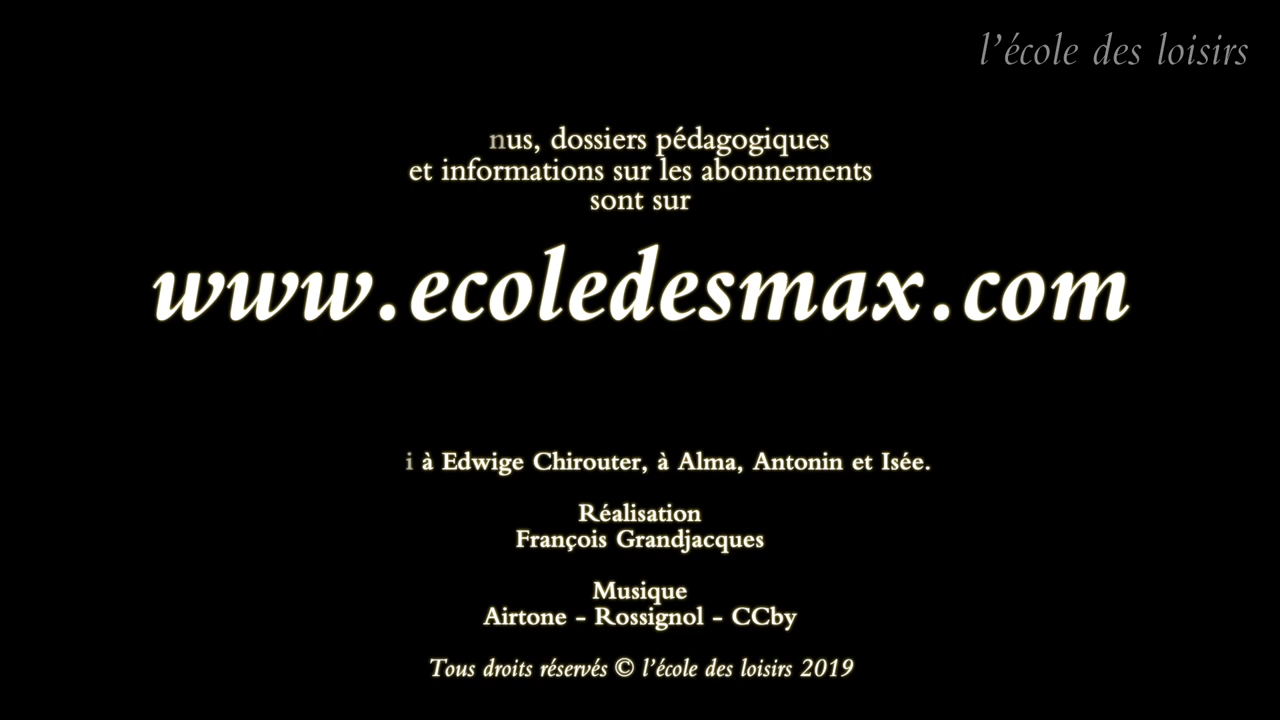 l'école des loisirs
nus, dossiers pédagogiques
et informations sur les abonnements
sont sur
www.ecoledesmax.com
i à Edwige Chirouter, à Alma, Antonin et Isée.
Réalisation
François Grandjacques
Musique
Airtone - Rossignol - CCby
Tous droits réservés © l'école des loisirs 2019